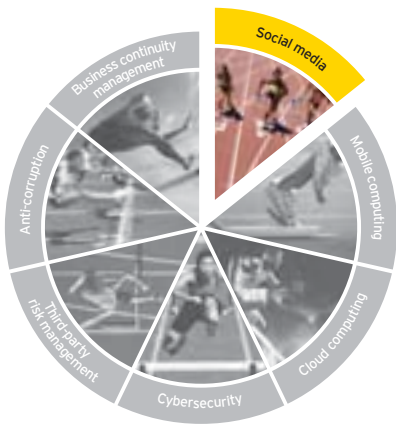 Social media
Mobile computing
Cloud computing
Cybersecurity
Third-party
risk management
Anti-corruption
Business continuity
management